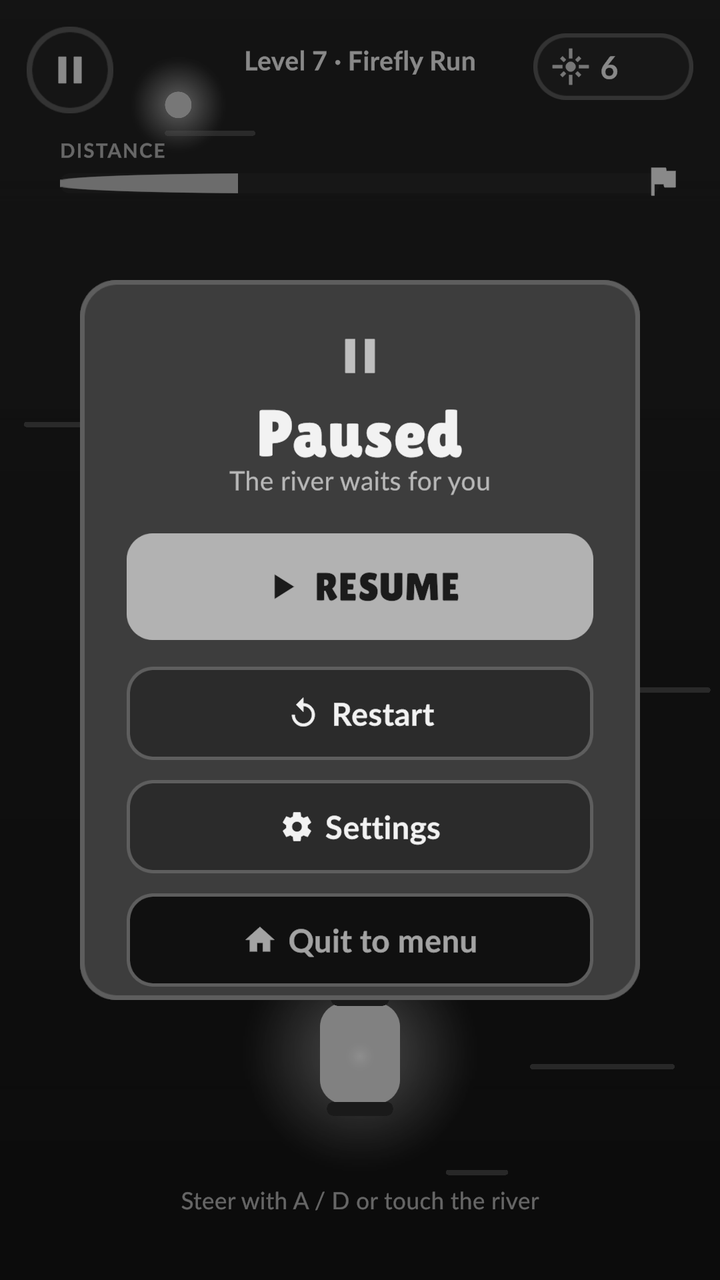 Level 7 · Firefly Run
6
DISTANCE
Paused
The river waits for you
RESUME
Restart
Settings
Quit to menu
Steer with A / D or touch the river